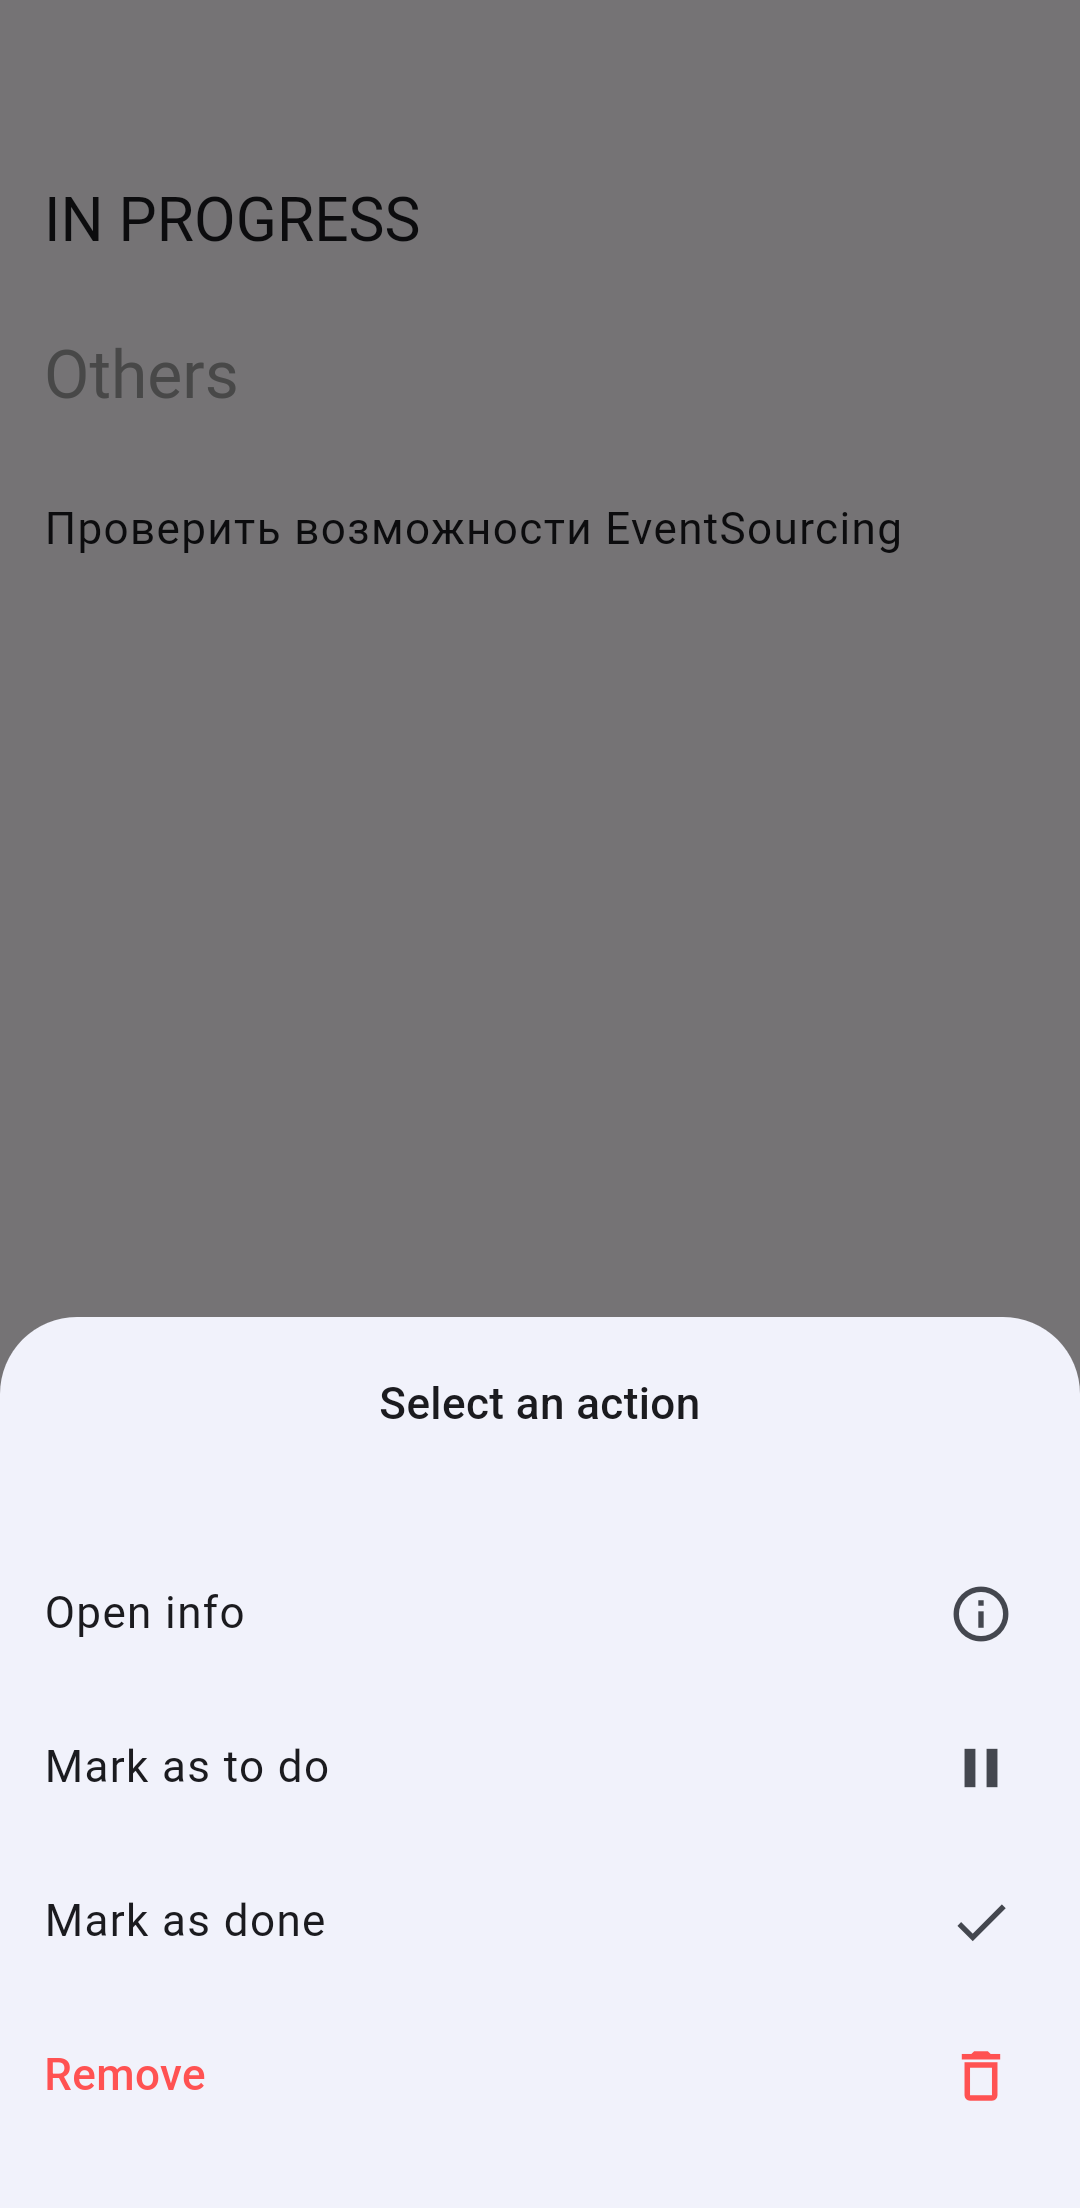 IN PROGRESS
Others
Проверить возможности EventSourcing
Select an action
Open info
Mark as to do
Mark as done
Remove